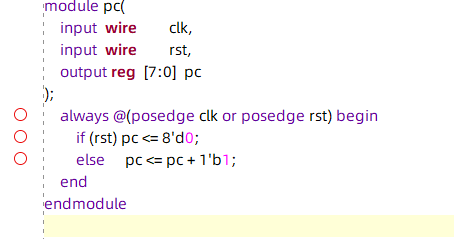 module pc(
input wire clk,
input wire rst,
output reg [7:0] pc
);
always @(posedge clk or posedge rst) begin
if (rst) pc <= 8'd0;
else pc <= pc + 1'b1;
end
endmodule